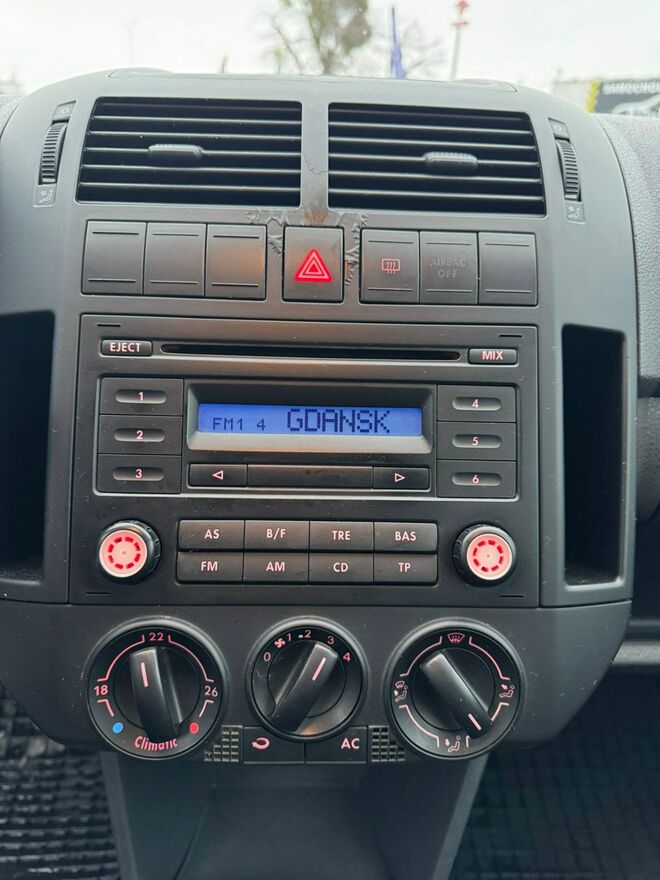 AIRBAG
OFF
EJECT
MIX
1
4
FM1 4 GDANSK
2
5
3
6
AS B/F TRE BAS
FM AM CD TP
22
18
26
Climatic
0 1 2 3 4
AC